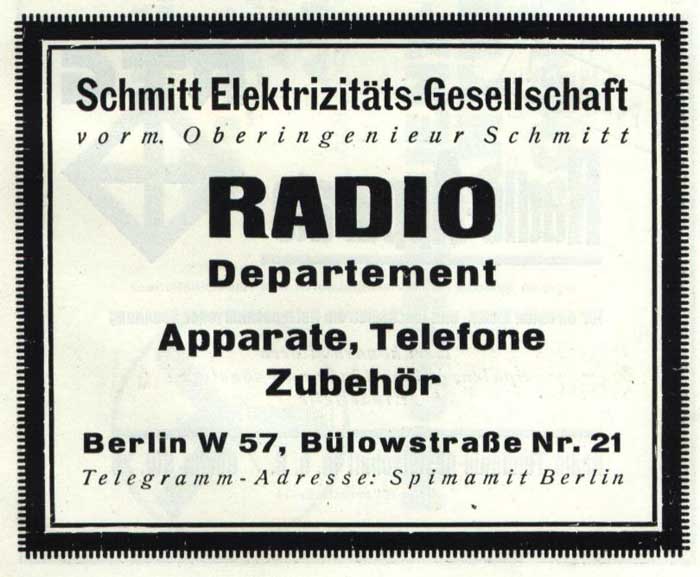 Schmitt Elektrizitäts-Gesellschaft
vorm. Oberingenieur Schmitt
RADIO
Departement
Apparate, Telefone
Zubehör
Berlin W 57, Bülowstraße Nr. 21
Telegramm-Adresse: Spimamit Berlin